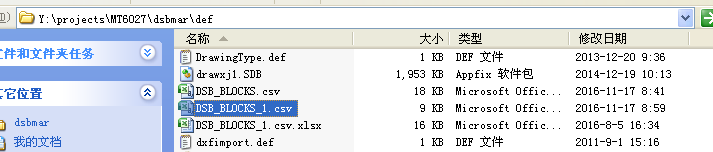 Y:\projects\MT6027\dsbmar\def
文件和文件夹任务
其它位置
dsbmar
我的文档
名称 大小 类型 修改日期
DrawingType.def 1 KB DEF 文件 2013-12-20 9:36
drawxj1.SDB 1,953 KB Appfix 软件包 2014-12-19 10:13
DSB_BLOCKS.csv 18 KB Microsoft Offic... 2016-11-17 8:41
DSB_BLOCKS_1.csv 9 KB Microsoft Offic... 2016-11-17 8:59
DSB_BLOCKS_1.csv.xlsx 16 KB Microsoft Offic... 2016-8-5 16:34
dxfimport.def 1 KB DEF 文件 2011-9-1 15:16